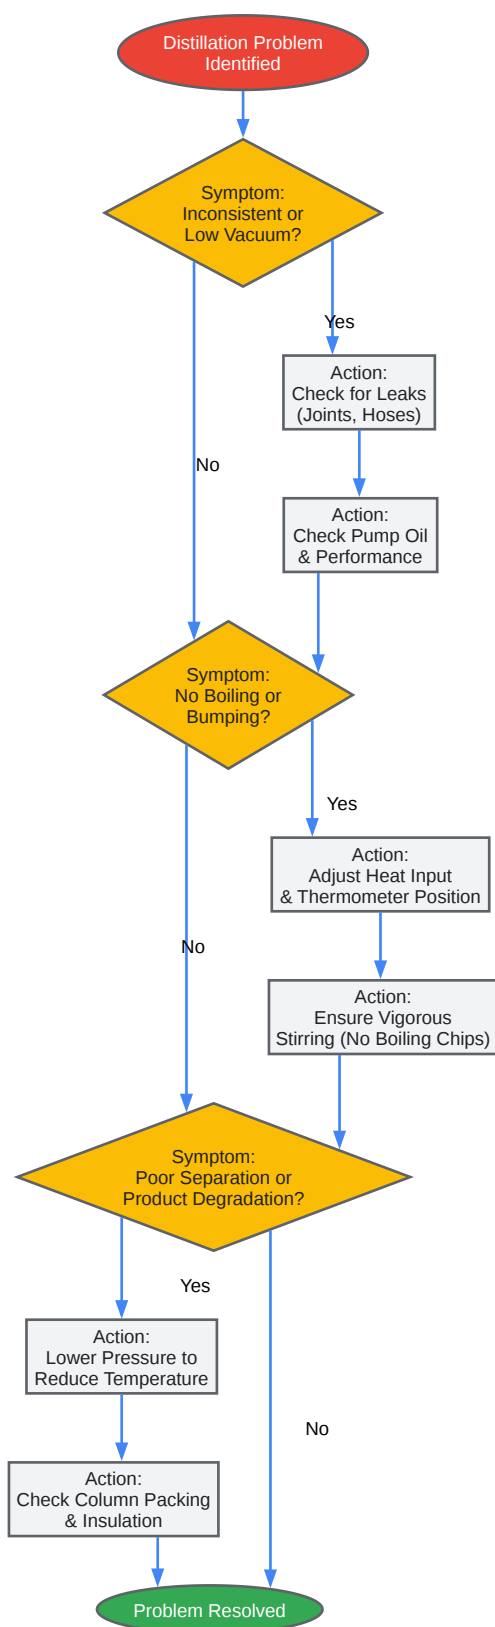 Distillation Problem
Identified
Symptom:
Inconsistent or
Low Vacuum?
Yes
Action:
Check for Leaks
(Joints, Hoses)
No
Action:
Check Pump Oil
& Performance
Symptom:
No Boiling or
Bumping?
Yes
Action:
Adjust Heat Input
& Thermometer Position
No
Action:
Ensure Vigorous
Stirring (No Boiling Chips)
Symptom:
Poor Separation or
Product Degradation?
Yes
Action:
Lower Pressure to
Reduce Temperature
No
Action:
Check Column Packing
& Insulation
Problem Resolved